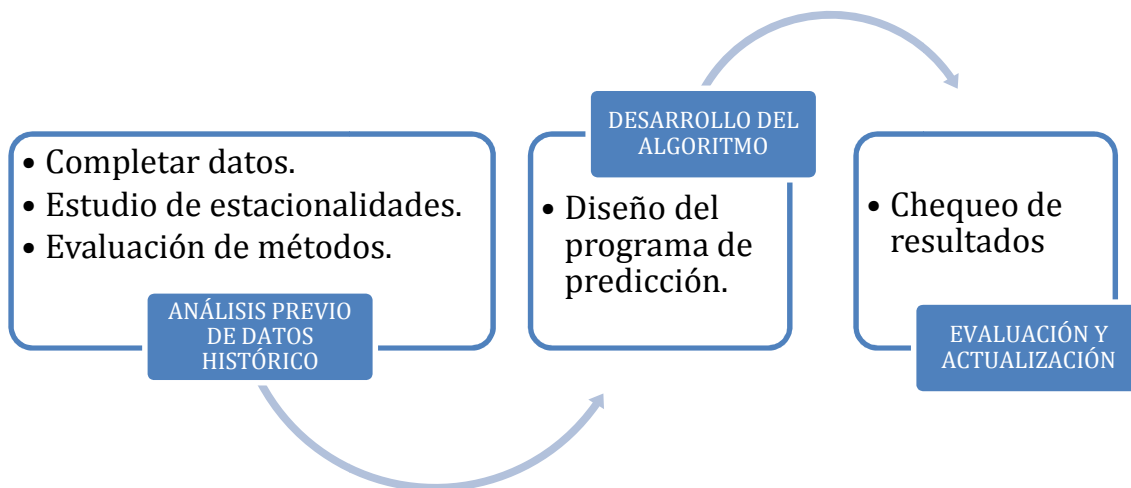 • Completar datos.
• Estudio de estacionalidades.
• Evaluación de métodos.
ANÁLISIS PREVIO
DE DATOS
HISTÓRICO
DESARROLLO DEL
ALGORITMO
• Diseño del
programa de
predicción.
• Chequeo de
resultados
EVALUACIÓN Y
ACTUALIZACIÓN